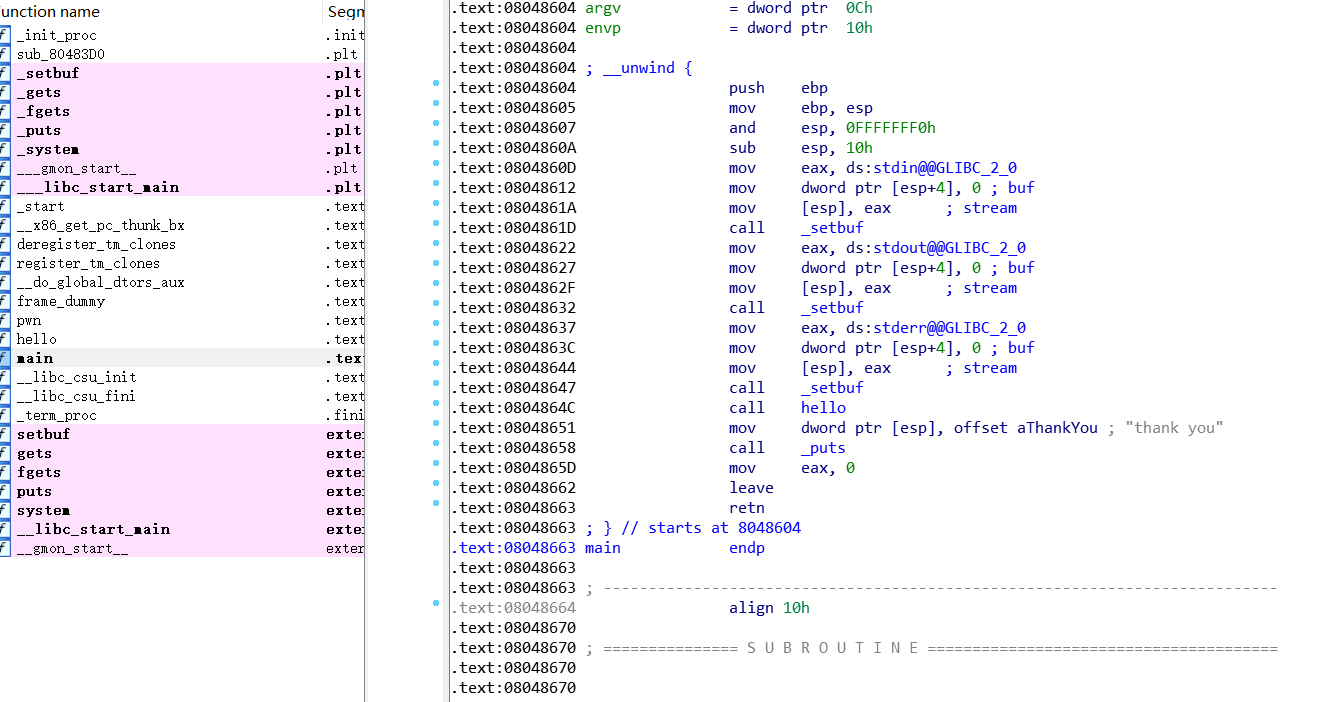 unction name Segm
f _init_proc .init
f sub_80483D0 .plt
f _setbuf .plt
f _gets .plt
f _fgets .plt
f _puts .plt
f _system .plt
f ___gmon_start__ .plt
f ___libc_start_main .plt
f _start .text
f __x86_get_pc_thunk_bx .text
f deregister_tm_clones .text
f register_tm_clones .text
f __do_global_dtors_aux .text
f frame_dummy .text
f pwn .text
f hello .text
f main .text
f __libc_csu_init .text
f __libc_csu_fini .text
f _term_proc .fini
f setbuf exter
f gets exter
f fgets exter
f puts exter
f system exter
f __libc_start_main exter
f __gmon_start__ exter
.text:08048604 argv = dword ptr 0Ch
.text:08048604 envp = dword ptr 10h
.text:08048604
.text:08048604 ; __unwind {
.text:08048604 push ebp
.text:08048605 mov ebp, esp
.text:08048607 and esp, 0FFFFFFF0h
.text:0804860A sub esp, 10h
.text:0804860D mov eax, ds:stdin@@GLIBC_2_0
.text:08048612 mov dword ptr [esp+4], 0 ; buf
.text:0804861A mov [esp], eax ; stream
.text:0804861D call _setbuf
.text:08048622 mov eax, ds:stdout@@GLIBC_2_0
.text:08048627 mov dword ptr [esp+4], 0 ; buf
.text:0804862F mov [esp], eax ; stream
.text:08048632 call _setbuf
.text:08048637 mov eax, ds:stderr@@GLIBC_2_0
.text:0804863C mov dword ptr [esp+4], 0 ; buf
.text:08048644 mov [esp], eax ; stream
.text:08048647 call _setbuf
.text:0804864C call hello
.text:08048651 mov dword ptr [esp], offset aThankYou ; "thank you"
.text:08048658 call _puts
.text:0804865D mov eax, 0
.text:08048662 leave
.text:08048663 retn
.text:08048663 ; } // starts at 8048604
.text:08048663 main endp
.text:08048663
.text:08048663 ; ---------------------------------------------------------------------------
.text:08048664 align 10h
.text:08048670
.text:08048670 ; =============== S U B R O U T I N E =======================================
.text:08048670
.text:08048670